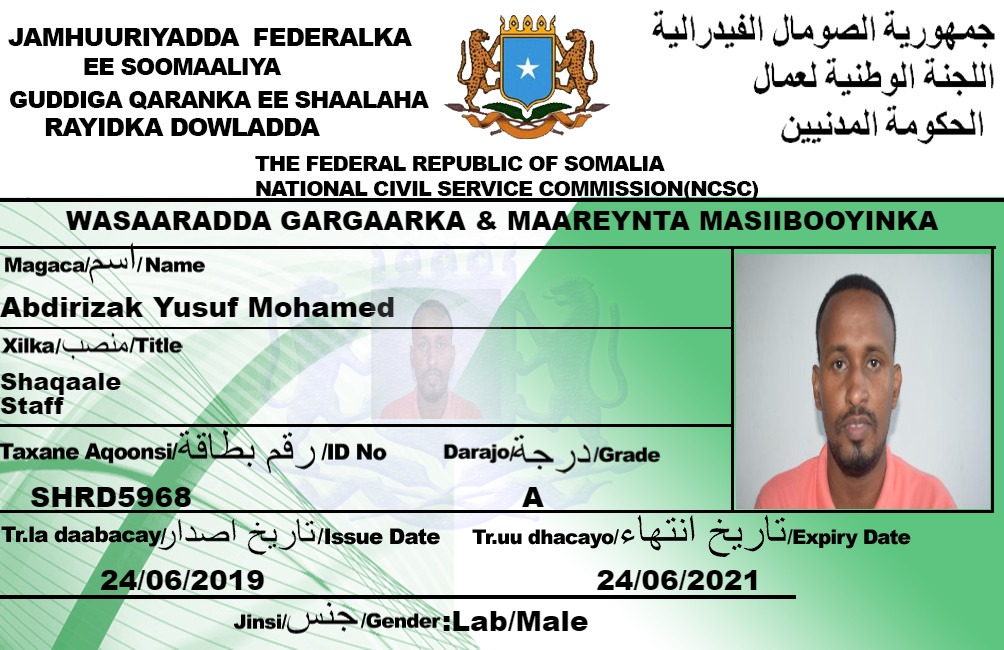 JAMHUURIYADDA FEDERALKA
EE SOOMAALIYA
GUDDIGA QARANKA EE SHAALAHA
RAYIDKA DOWLADDA
جمهورية الصومال الفيدرالية
اللجنة الوطنية لعمال
الحكومة المدنيين
THE FEDERAL REPUBLIC OF SOMALIA
NATIONAL CIVIL SERVICE COMMISSION(NCSC)
WASAARADDA GARGAARKA & MAAREYNTA MASIIBOOYINKA
Magaca/اسم/Name
Abdirizak Yusuf Mohamed
Xilka/منصب/Title
Shaqaale
Staff
Taxane Aqoonsi/رقم بطاقة/ID No
SHRD5968
Darajo/درجة/Grade
A
Tr.la daabacay/تاريخ اصدار/Issue Date
24/06/2019
Tr.uu dhacayo/تاريخ انتهاء/Expiry Date
24/06/2021
Jinsi/جنس/Gender:Lab/Male